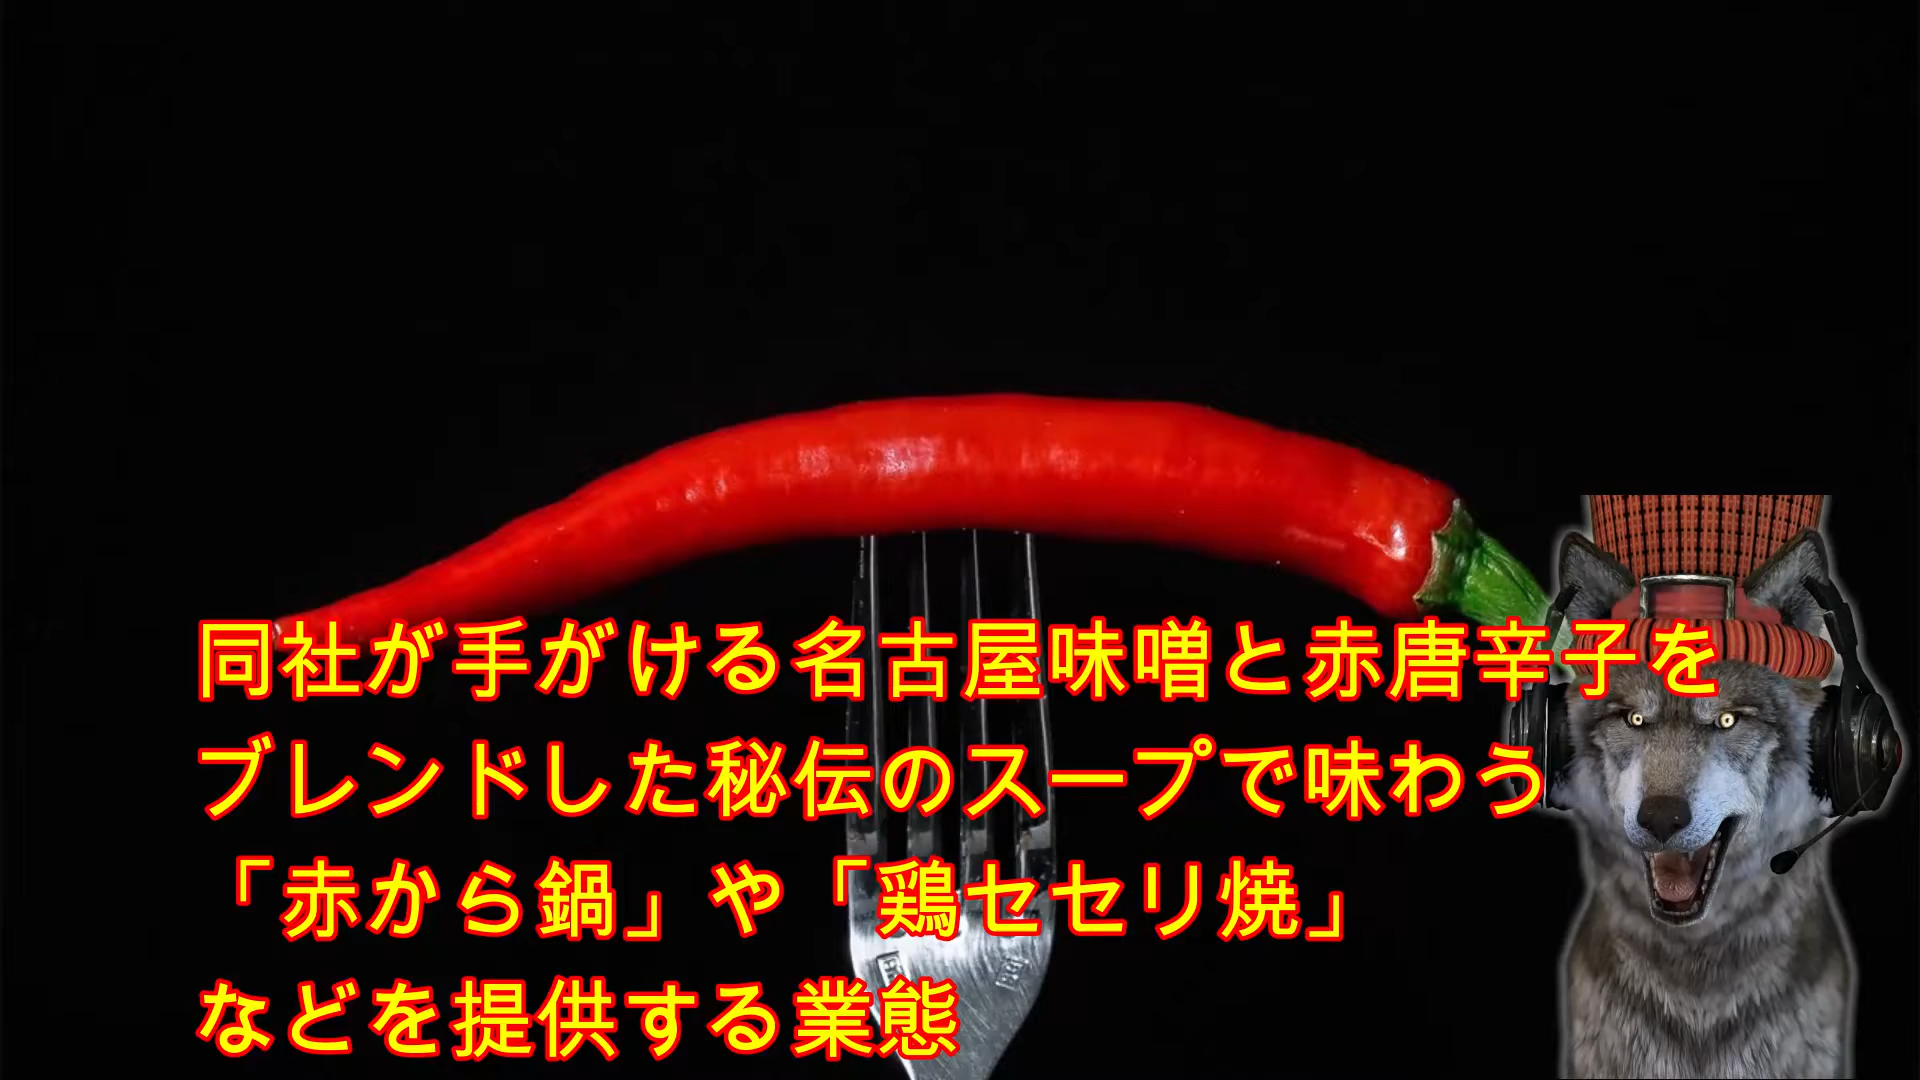 同社が手がける名古屋味噌と赤唐辛子を
ブレンドした秘伝のスープで味わう
「赤から鍋」や「鶏セセリ焼」
などを提供する業態